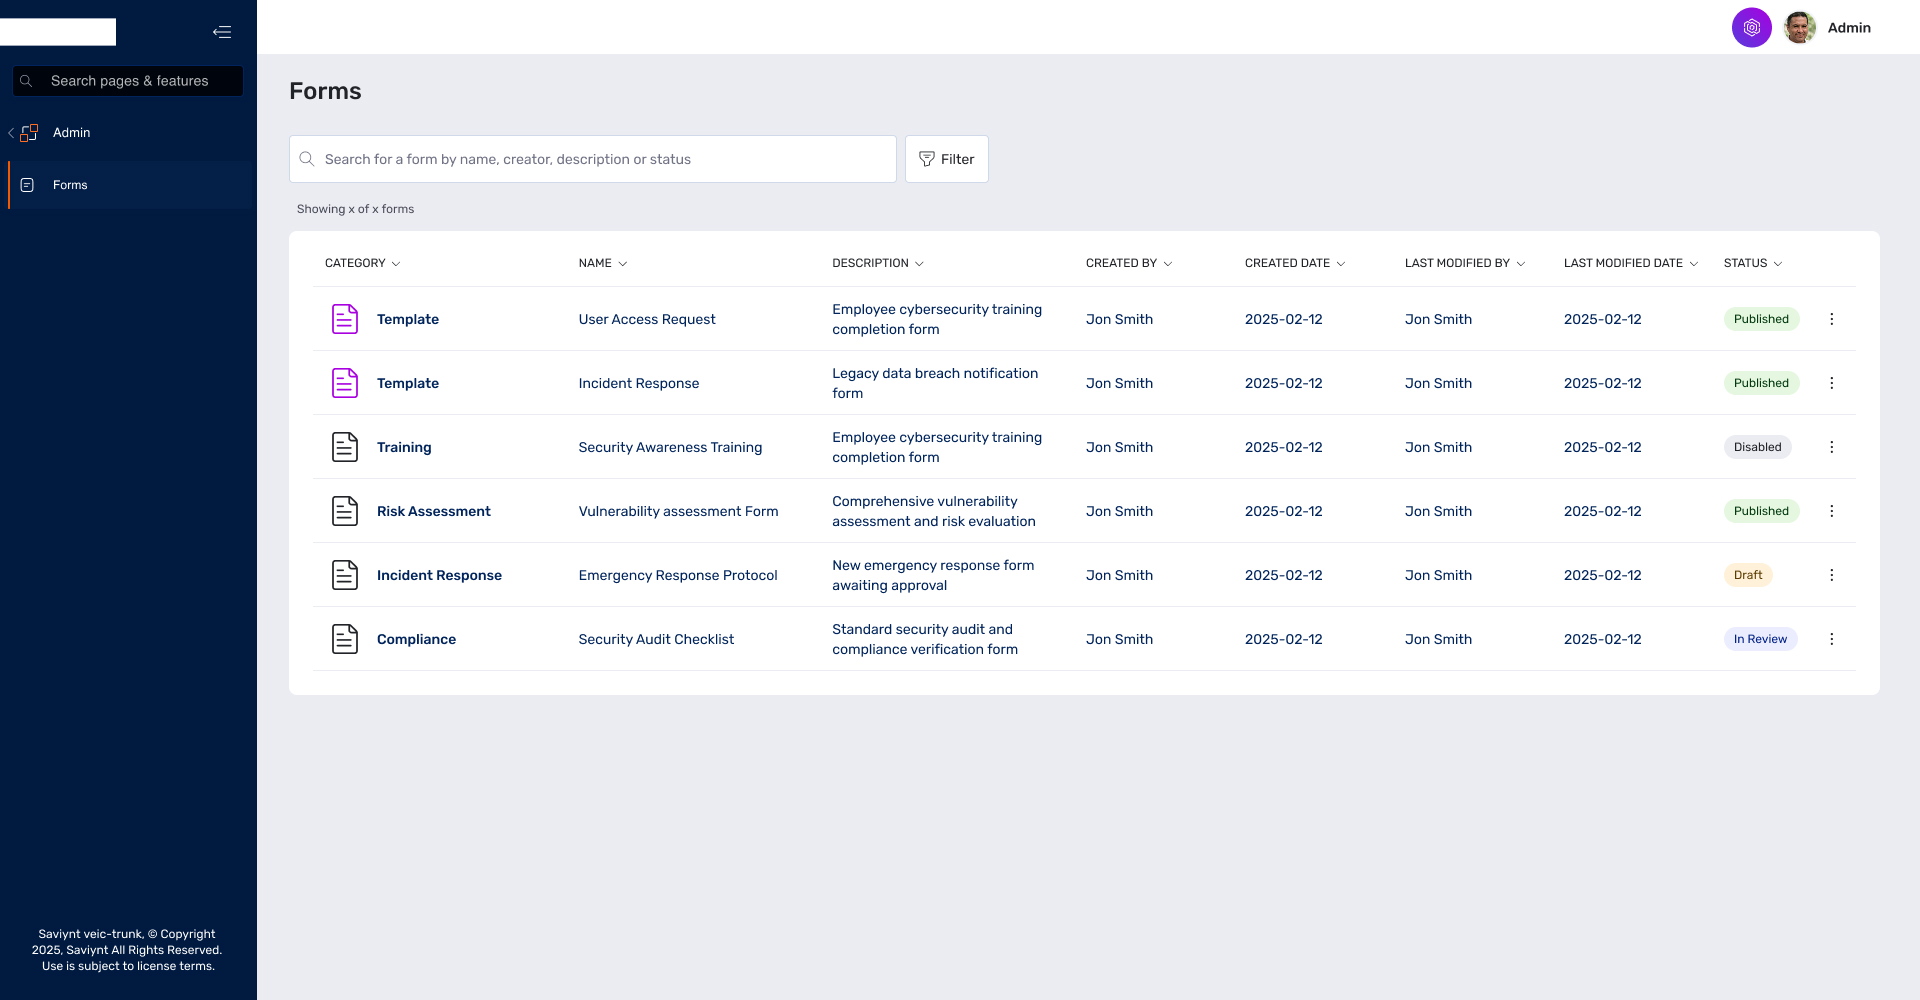 Admin
Search pages & features
Admin
Forms
Forms
Search for a form by name, creator, description or status
Filter
Showing x of x forms
CATEGORY NAME DESCRIPTION CREATED BY CREATED DATE LAST MODIFIED BY LAST MODIFIED DATE STATUS
Template User Access Request Employee cybersecurity training
completion form Jon Smith 2025-02-12 Jon Smith 2025-02-12 Published
Template Incident Response Legacy data breach notification
form Jon Smith 2025-02-12 Jon Smith 2025-02-12 Published
Training Security Awareness Training Employee cybersecurity training
completion form Jon Smith 2025-02-12 Jon Smith 2025-02-12 Disabled
Risk Assessment Vulnerability assessment Form Comprehensive vulnerability
assessment and risk evaluation Jon Smith 2025-02-12 Jon Smith 2025-02-12 Published
Incident Response Emergency Response Protocol New emergency response form
awaiting approval Jon Smith 2025-02-12 Jon Smith 2025-02-12 Draft
Compliance Security Audit Checklist Standard security audit and
compliance verification form Jon Smith 2025-02-12 Jon Smith 2025-02-12 In Review
Saviynt veic-trunk, © Copyright
2025, Saviynt All Rights Reserved.
Use is subject to license terms.